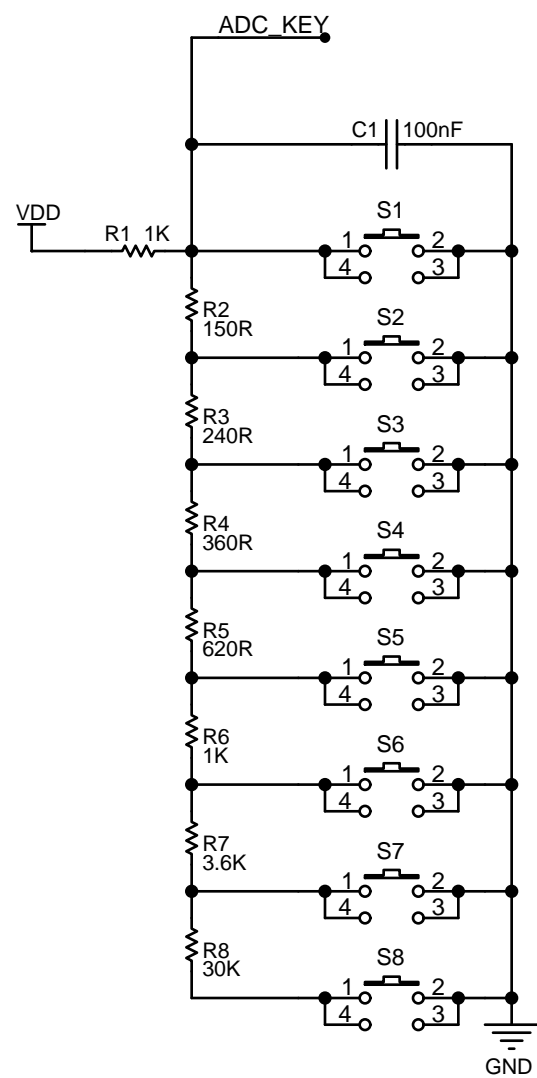 ADC_KEY
C1 100nF
VDD
R1 1K
S1
1 2
4 3
R2
150R
S2
1 2
4 3
R3
240R
S3
1 2
4 3
R4
360R
S4
1 2
4 3
R5
620R
S5
1 2
4 3
R6
1K
S6
1 2
4 3
R7
3.6K
S7
1 2
4 3
R8
30K
S8
1 2
4 3
GND